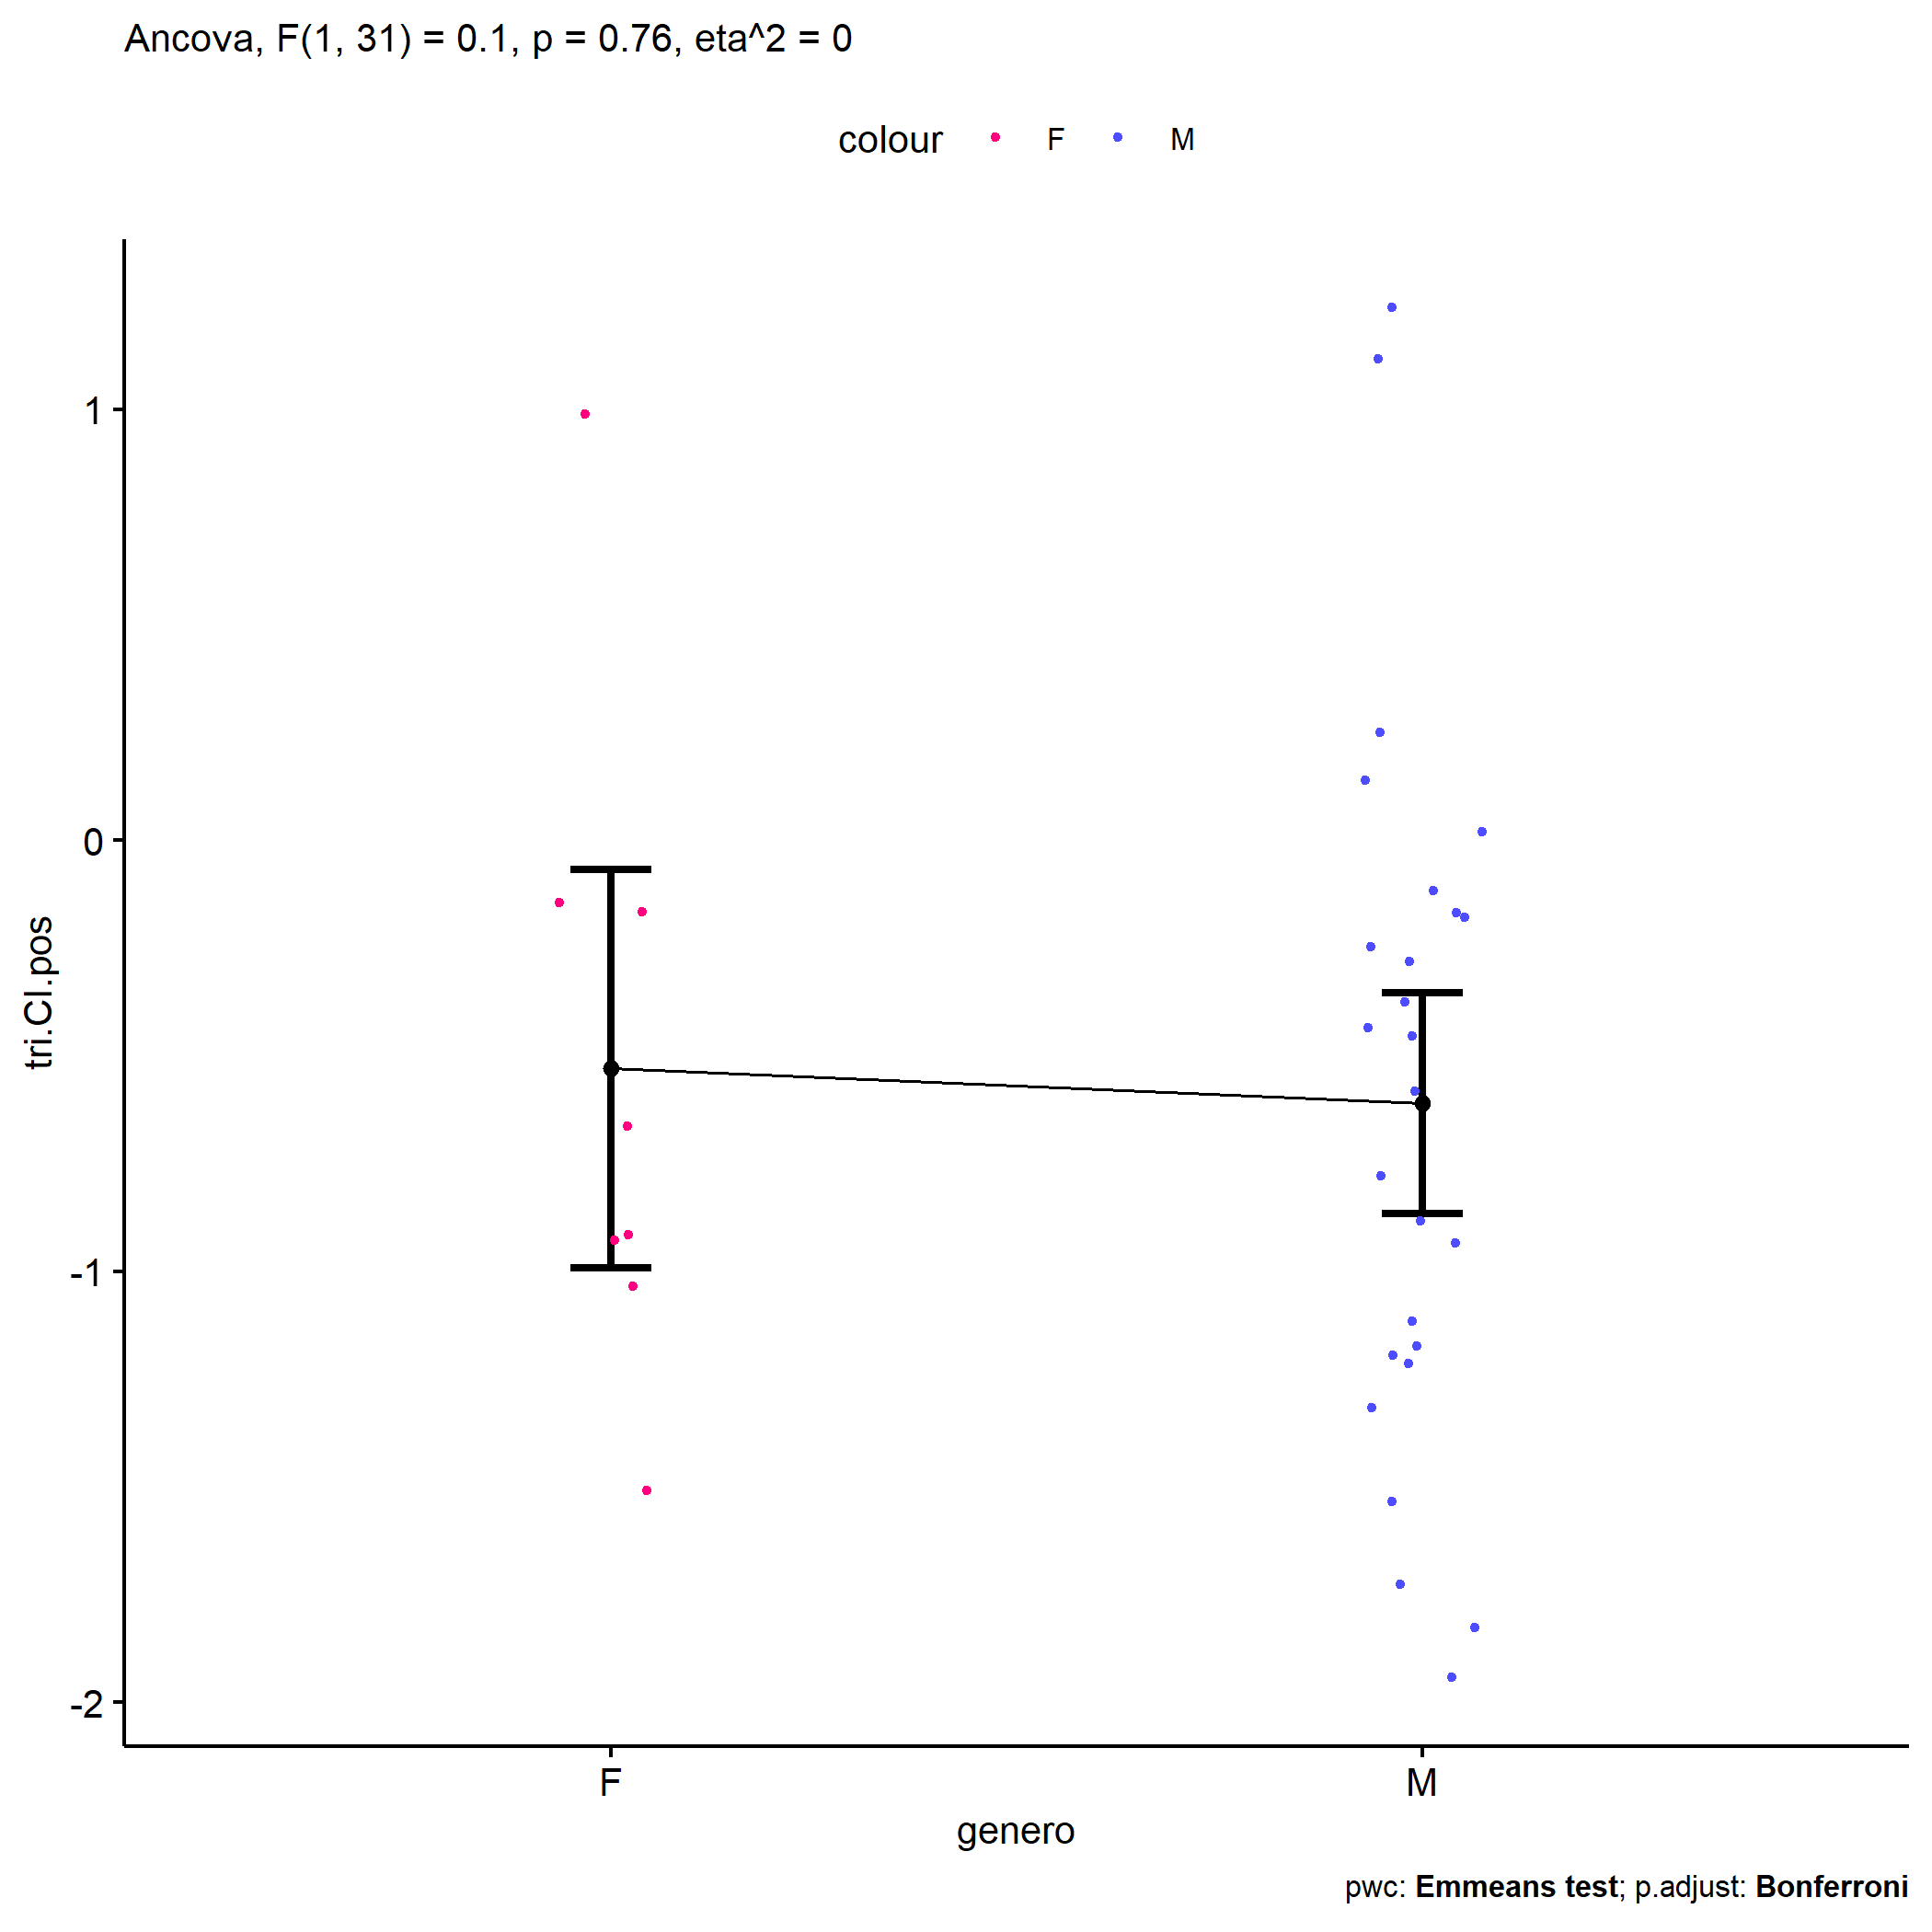 Ancova, F(1, 31) = 0.1, p = 0.76, eta^2 = 0
colour F M
tri.CI.pos
1
0
-1
-2
F M
genero
pwc: Emmeans test; p.adjust: Bonferroni